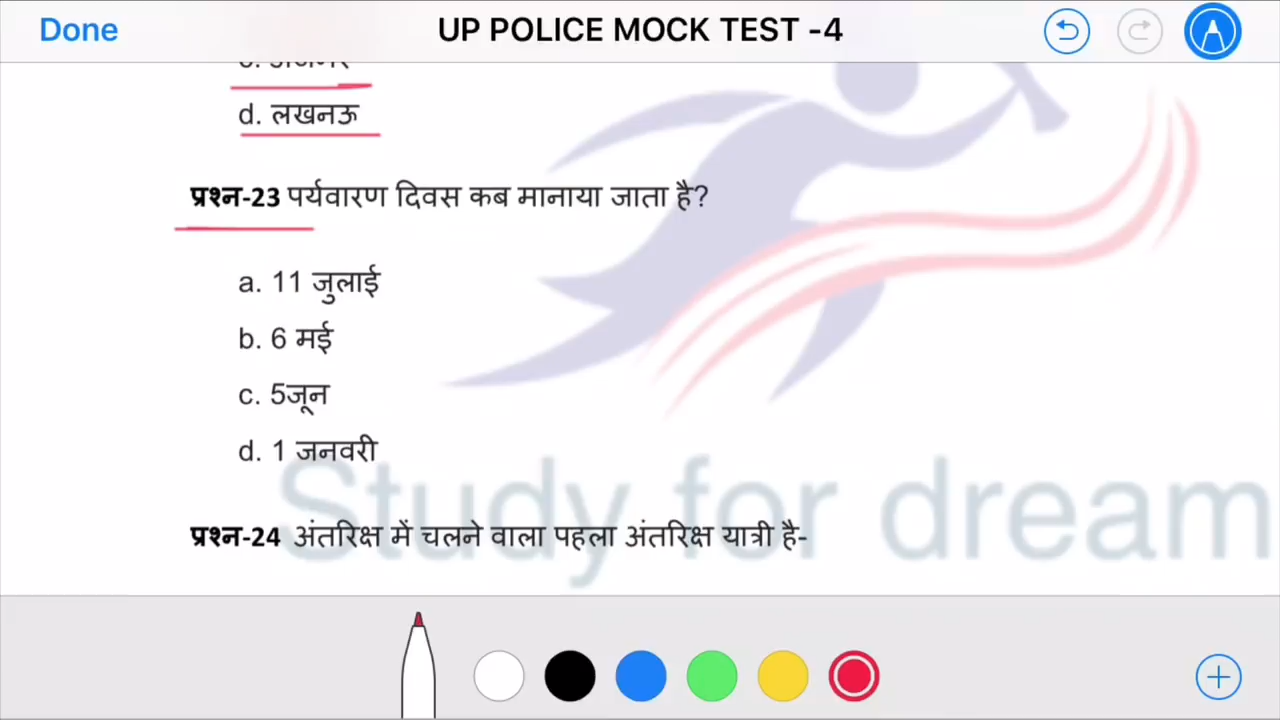 Done
UP POLICE MOCK TEST -4
d. लखनऊ
प्रश्न-23 पर्यवारण दिवस कब मानाया जाता है?
a. 11 जुलाई
b. 6 मई
c. 5जून
d. 1 जनवरी
Study for dream
प्रश्न-24 अंतरिक्ष में चलने वाला पहला अंतरिक्ष यात्री है-